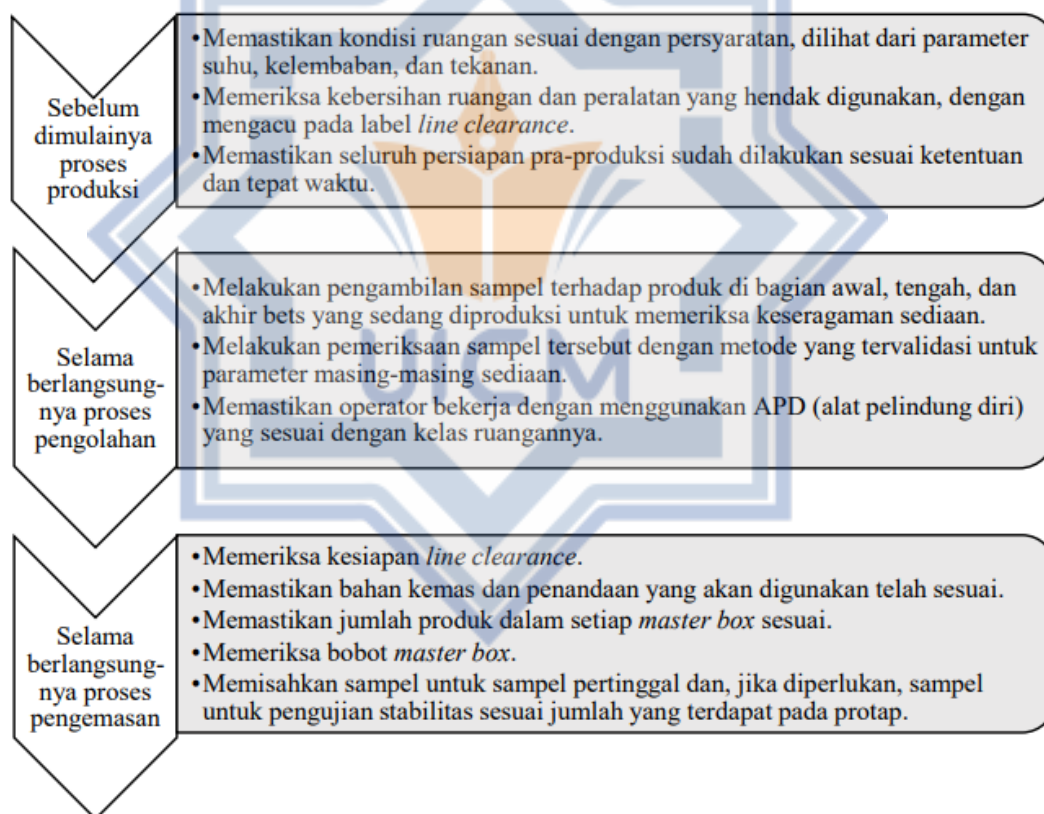 Sebelum
dimulainya
proses
produksi
•Memastikan kondisi ruangan sesuai dengan persyaratan, dilihat dari parameter
suhu, kelembaban, dan tekanan.
•Memeriksa kebersihan ruangan dan peralatan yang hendak digunakan, dengan
mengacu pada label line clearance.
•Memastikan seluruh persiapan pra-produksi sudah dilakukan sesuai ketentuan
dan tepat waktu.
Selama
berlangsung-
nya proses
pengolahan
•Melakukan pengambilan sampel terhadap produk di bagian awal, tengah, dan
akhir bets yang sedang diproduksi untuk memeriksa keseragaman sediaan.
•Melakukan pemeriksaan sampel tersebut dengan metode yang tervalidasi untuk
parameter masing-masing sediaan.
•Memastikan operator bekerja dengan menggunakan APD (alat pelindung diri)
yang sesuai dengan kelas ruangannya.
Selama
berlangsung-
nya proses
pengemasan
•Memeriksa kesiapan line clearance.
•Memastikan bahan kemas dan penandaan yang akan digunakan telah sesuai.
•Memastikan jumlah produk dalam setiap master box sesuai.
•Memeriksa bobot master box.
•Memisahkan sampel untuk sampel pertinggal dan, jika diperlukan, sampel
untuk pengujian stabilitas sesuai jumlah yang terdapat pada protap.
UICM